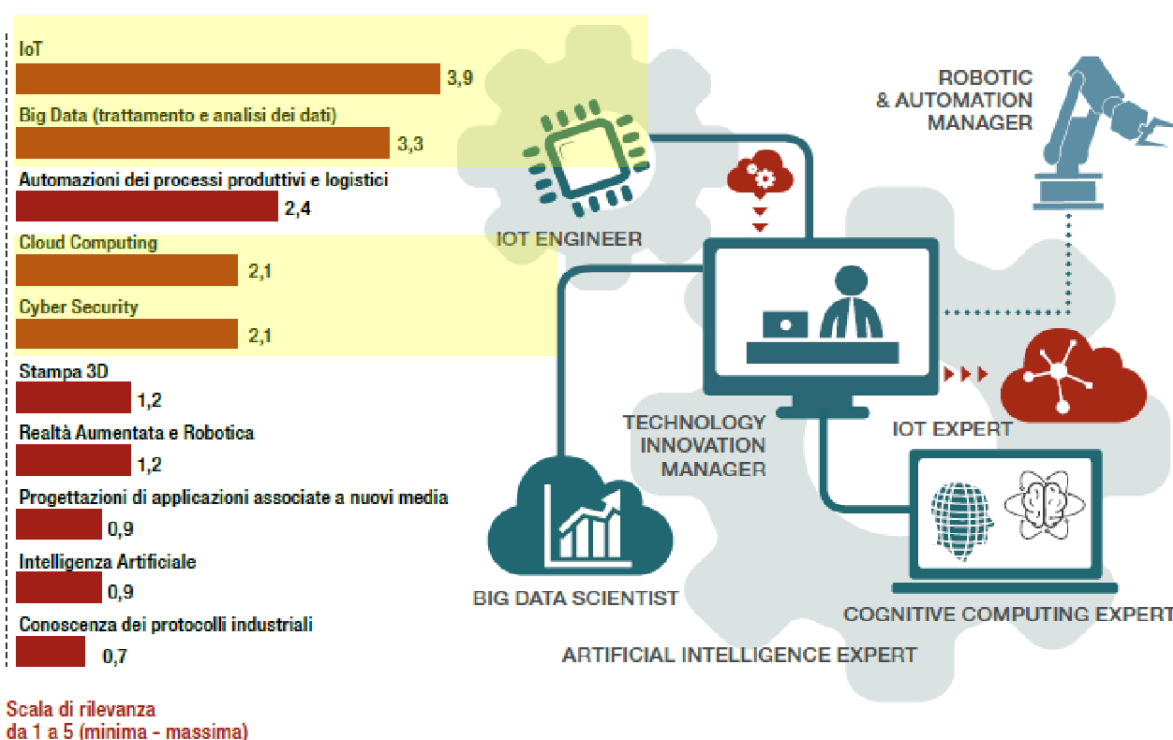 IoT
3,9
Big Data (trattamento e analisi dei dati)
3,3
Automazioni dei processi produttivi e logistici
2,4
Cloud Computing
2,1
Cyber Security
2,1
Stampa 3D
1,2
Realtà Aumentata e Robotica
1,2
Progettazioni di applicazioni associate a nuovi media
0,9
Intelligenza Artificiale
0,9
Conoscenza dei protocolli industriali
0,7
Scala di rilevanza
da 1 a 5 (minima - massima)
ROBOTIC
& AUTOMATION
MANAGER
IOT ENGINEER
TECHNOLOGY
INNOVATION
MANAGER
IOT EXPERT
BIG DATA SCIENTIST
COGNITIVE COMPUTING EXPERT
ARTIFICIAL INTELLIGENCE EXPERT